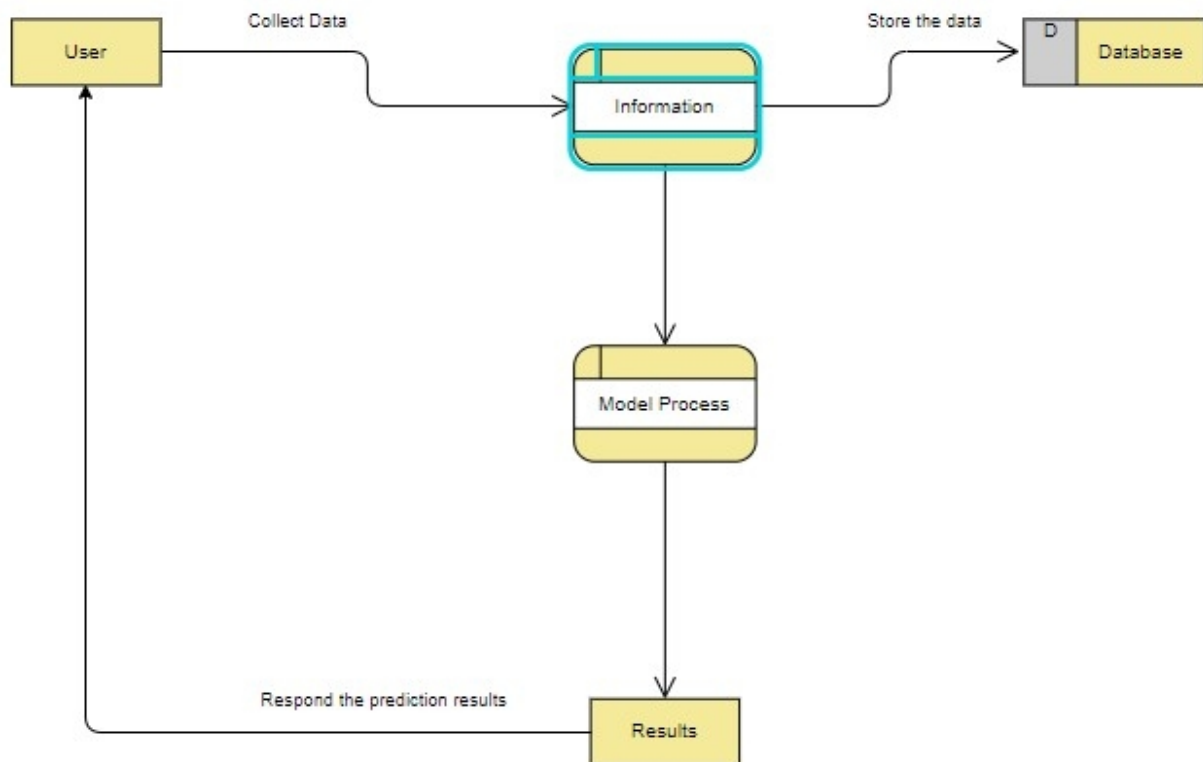 Collect Data
Store the data
User
D
Database
Information
Model Process
Respond the prediction results
Results